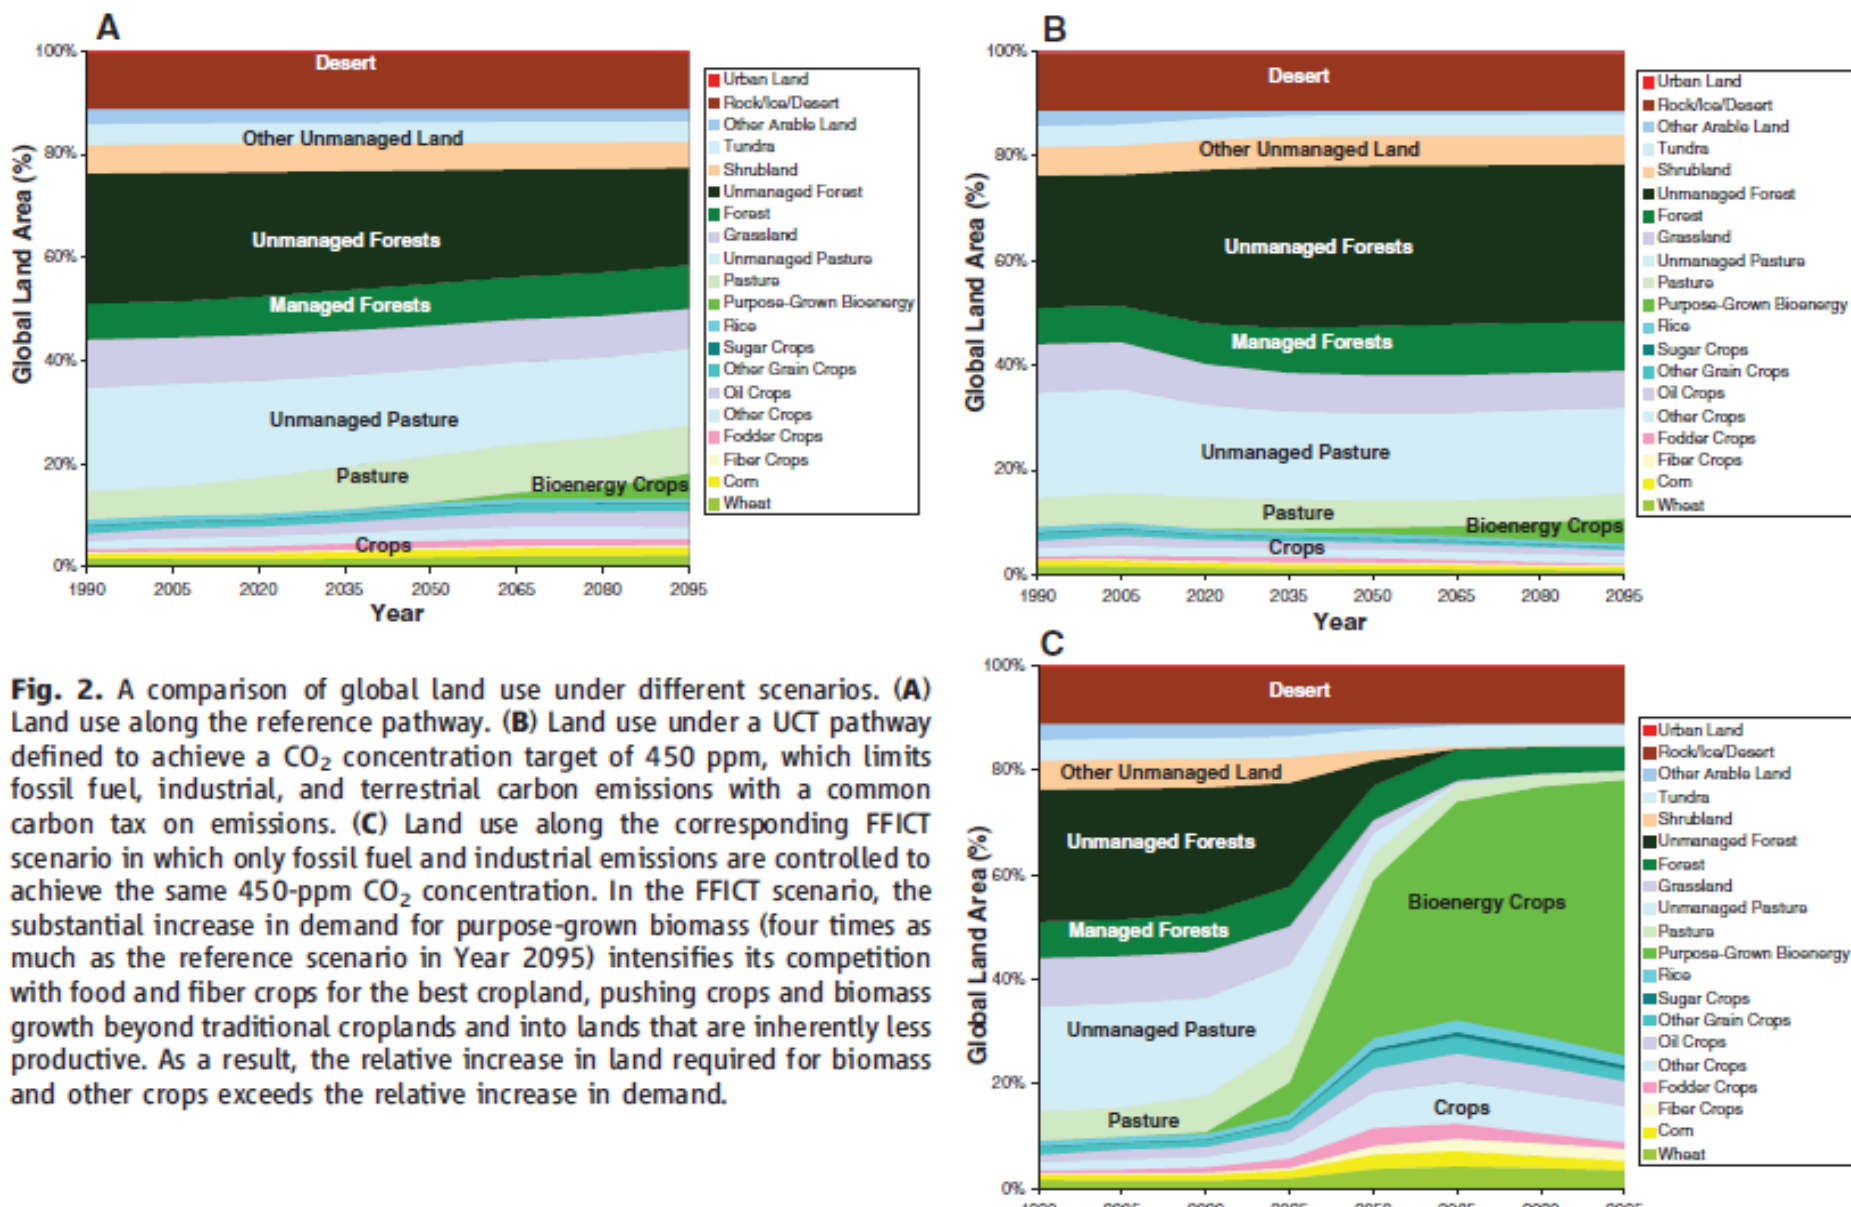 A
100%
80%
60%
40%
20%
0%
Global Land Area (%)
Desert
Other Unmanaged Land
Unmanaged Forests
Managed Forests
Unmanaged Pasture
Pasture
Bioenergy Crops
Crops
1990 2005 2020 2035 2050 2065 2080 2095
Year
Urban Land
Rock/Ice/Desert
Other Arable Land
Tundra
Shrubland
Unmanaged Forest
Forest
Grassland
Unmanaged Pasture
Pasture
Purpose-Grown Bioenergy
Rice
Sugar Crops
Other Grain Crops
Oil Crops
Other Crops
Fodder Crops
Fiber Crops
Corn
Wheat
B
100%
80%
60%
40%
20%
0%
Global Land Area (%)
Desert
Other Unmanaged Land
Unmanaged Forests
Managed Forests
Unmanaged Pasture
Pasture
Bioenergy Crops
Crops
1990 2005 2020 2035 2050 2065 2080 2095
Year
Urban Land
Rock/Ice/Desert
Other Arable Land
Tundra
Shrubland
Unmanaged Forest
Forest
Grassland
Unmanaged Pasture
Pasture
Purpose-Grown Bioenergy
Rice
Sugar Crops
Other Grain Crops
Oil Crops
Other Crops
Fodder Crops
Fiber Crops
Corn
Wheat
Fig. 2. A comparison of global land use under different scenarios. (A)
Land use along the reference pathway. (B) Land use under a UCT pathway
defined to achieve a CO₂ concentration target of 450 ppm, which limits
fossil fuel, industrial, and terrestrial carbon emissions with a common
carbon tax on emissions. (C) Land use along the corresponding FFICT
scenario in which only fossil fuel and industrial emissions are controlled to
achieve the same 450-ppm CO₂ concentration. In the FFICT scenario, the
substantial increase in demand for purpose-grown biomass (four times as
much as the reference scenario in Year 2095) intensifies its competition
with food and fiber crops for the best cropland, pushing crops and biomass
growth beyond traditional croplands and into lands that are inherently less
productive. As a result, the relative increase in land required for biomass
and other crops exceeds the relative increase in demand.
C
100%
80%
60%
40%
20%
0%
Global Land Area (%)
Desert
Other Unmanaged Land
Unmanaged Forests
Managed Forests
Unmanaged Pasture
Pasture
Bioenergy Crops
Crops
Urban Land
Rock/Ice/Desert
Other Arable Land
Tundra
Shrubland
Unmanaged Forest
Forest
Grassland
Unmanaged Pasture
Pasture
Purpose-Grown Bioenergy
Rice
Sugar Crops
Other Grain Crops
Oil Crops
Other Crops
Fodder Crops
Fiber Crops
Corn
Wheat